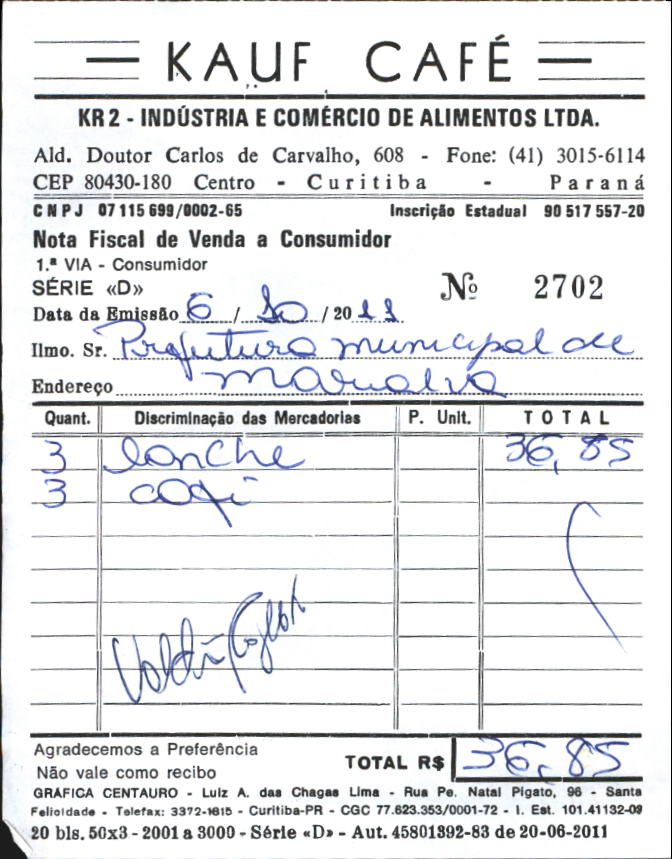 KAUF CAFÉ
KR2 - INDÚSTRIA E COMÉRCIO DE ALIMENTOS LTDA.
Ald. Doutor Carlos de Carvalho, 608 - Fone: (41) 3015-6114
CEP 80430-180 Centro - Curitiba - Paraná
CNPJ 07 115 699/0002-65 Inscrição Estadual 90 517 557-20
Nota Fiscal de Venda a Consumidor
1.ª VIA - Consumidor
SÉRIE «D» Nº 2702
Data da Emissão 6 / 10 / 2011
Ilmo. Sr. Prefeitura municipal de
Endereço Marialva
Quant. Discriminação das Mercadorias P. Unit. TOTAL
3 lanche 36,85
3 café
Agradecemos a Preferência
Não vale como recibo TOTAL R$ 36,85
GRÁFICA CENTAURO - Luiz A. das Chagas Lima - Rua Pe. Natal Pigato, 96 - Santa
Felicidade - Telefax: 3372-1615 - Curitiba-PR - CGC 77.623.353/0001-72 - I. Est. 101.41132-09
20 bls. 50x3 - 2001 a 3000 - Série «D» - Aut. 45801392-83 de 20-06-2011